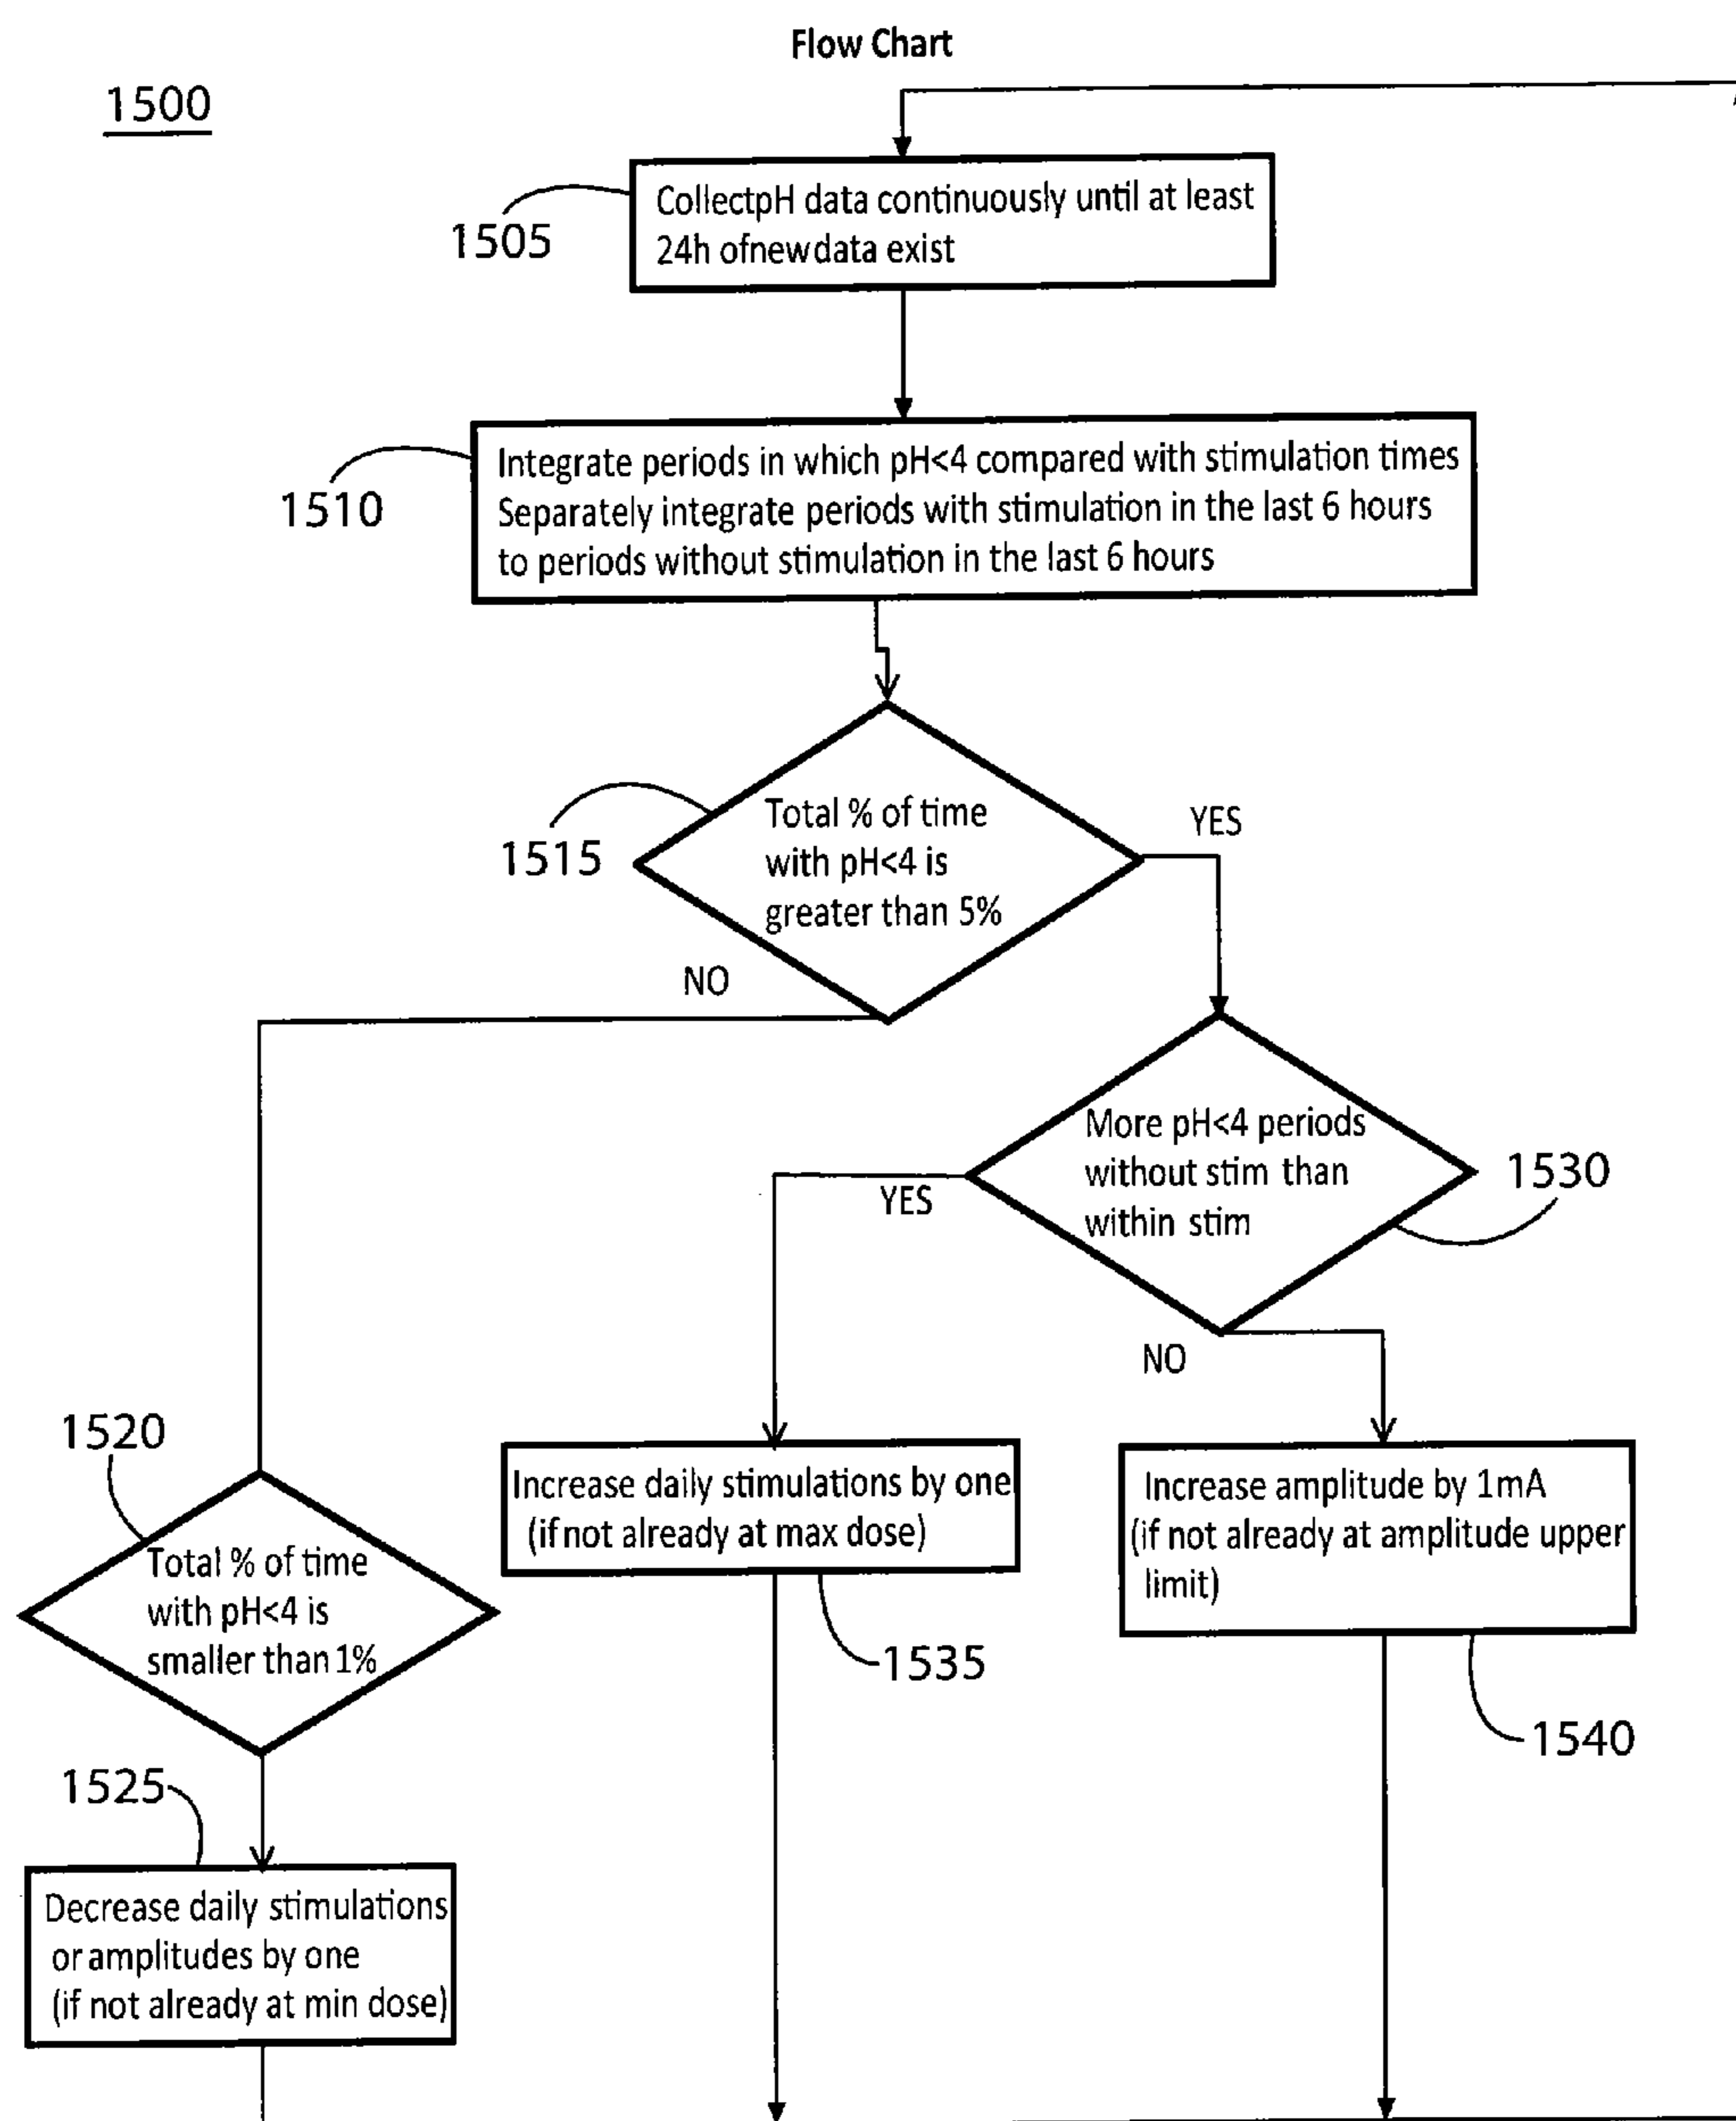 Flow Chart
1500
CollectpH data continuously until at least
24h ofnewdata exist
1505
Integrate periods in which pH<4 compared with stimulation times
Separately integrate periods with stimulation in the last 6 hours
to periods without stimulation in the last 6 hours
1510
Total % of time
with pH<4 is
greater than 5%
1515
YES
NO
More pH<4 periods
without stim than
within stim
1530
YES
NO
1520
Total % of time
with pH<4 is
smaller than 1%
Increase daily stimulations by one
(if not already at max dose)
1535
Increase amplitude by 1mA
(if not already at amplitude upper
limit)
1540
1525
Decrease daily stimulations
or amplitudes by one
(if not already at min dose)